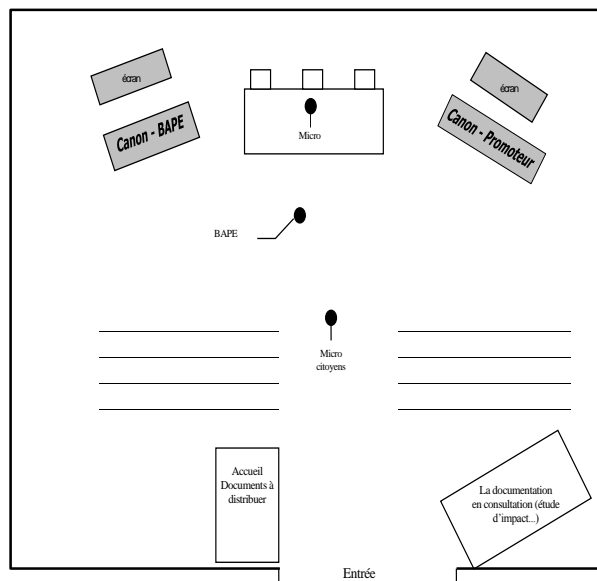 écran
écran
Canon - BAPE
Canon - Promoteur
Micro
BAPE
Micro
citoyens
Accueil
Documents à
distribuer
La documentation
en consultation (étude
d'impact...)
Entrée